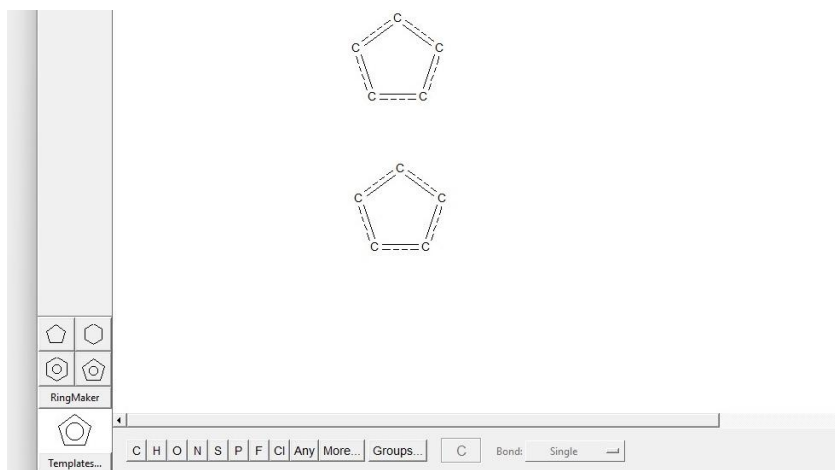 C
C C
C C
C
C C
C C
RingMaker
Templates...
C H O N S P F Cl Any More... Groups... C Bond: Single